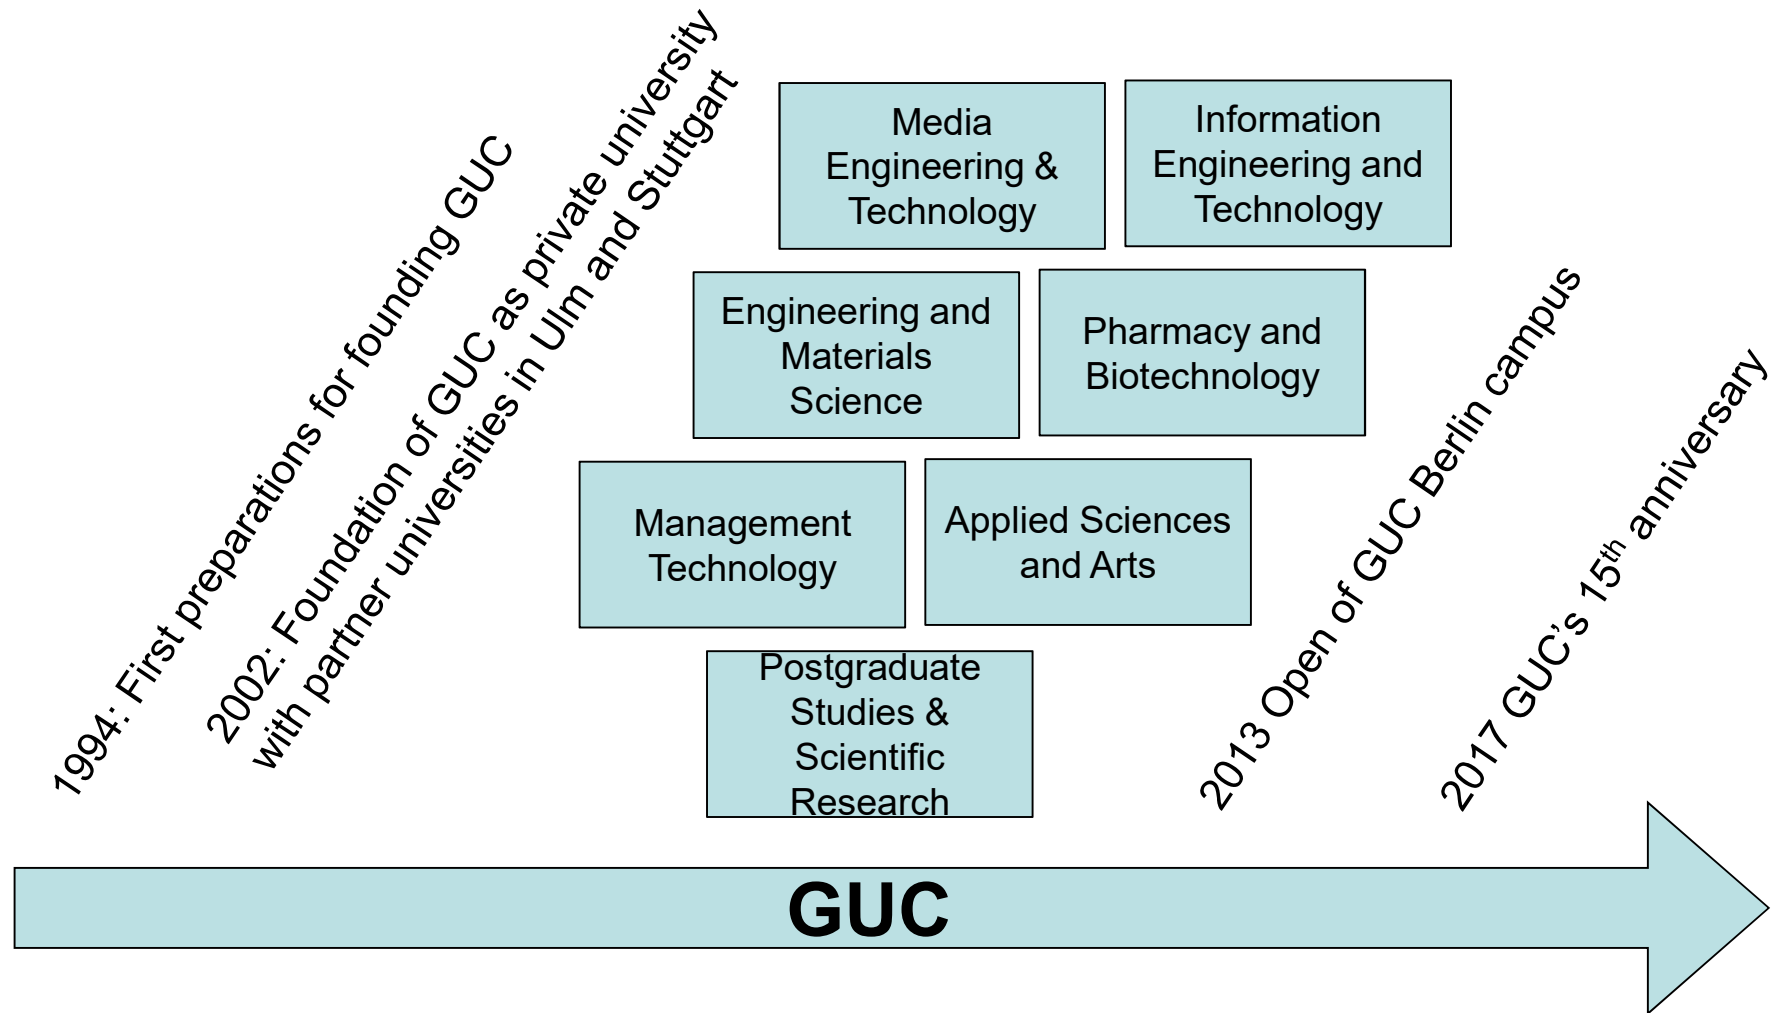 1994: First preparations for founding GUC
2002: Foundation of GUC as private university
with partner universities in Ulm and Stuttgart
Media
Engineering &
Technology
Information
Engineering and
Technology
Engineering and
Materials
Science
Pharmacy and
Biotechnology
Management
Technology
Applied Sciences
and Arts
Postgraduate
Studies &
Scientific
Research
2013 Open of GUC Berlin campus
2017 GUC’s 15th anniversary
GUC